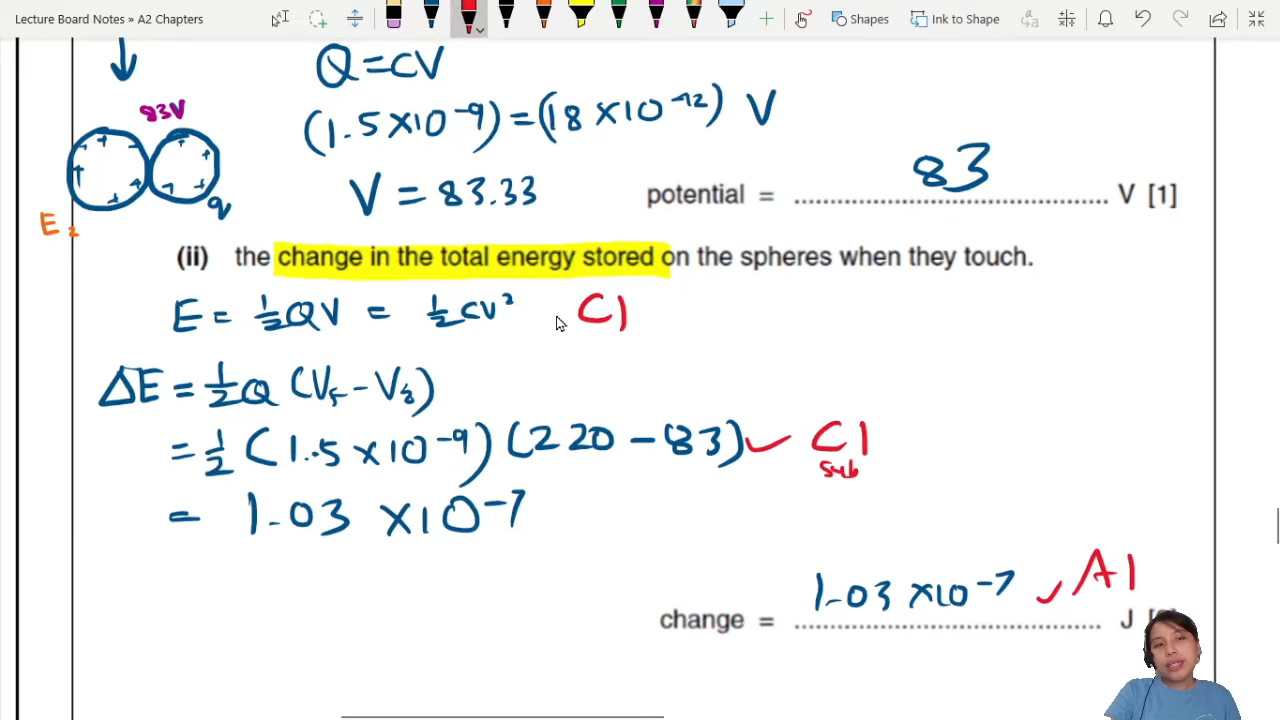 Lecture Board Notes » A2 Chapters
Shapes
Ink to Shape
Q = CV
83V
(1.5 × 10⁻⁹) = (18 × 10⁻¹²) V
V = 83.33
q
E₂
83
potential = ........ V [1]
(ii) the change in the total energy stored on the spheres when they touch.
E = ½QV = ½CV² C1
ΔE = ½Q (Vf - Vi)
= ½ (1.5 × 10⁻⁹) (220 - 83) ✓ C1
sub
= 1.03 × 10⁻⁷
1.03 × 10⁻⁷ ✓ A1
change = ........ J